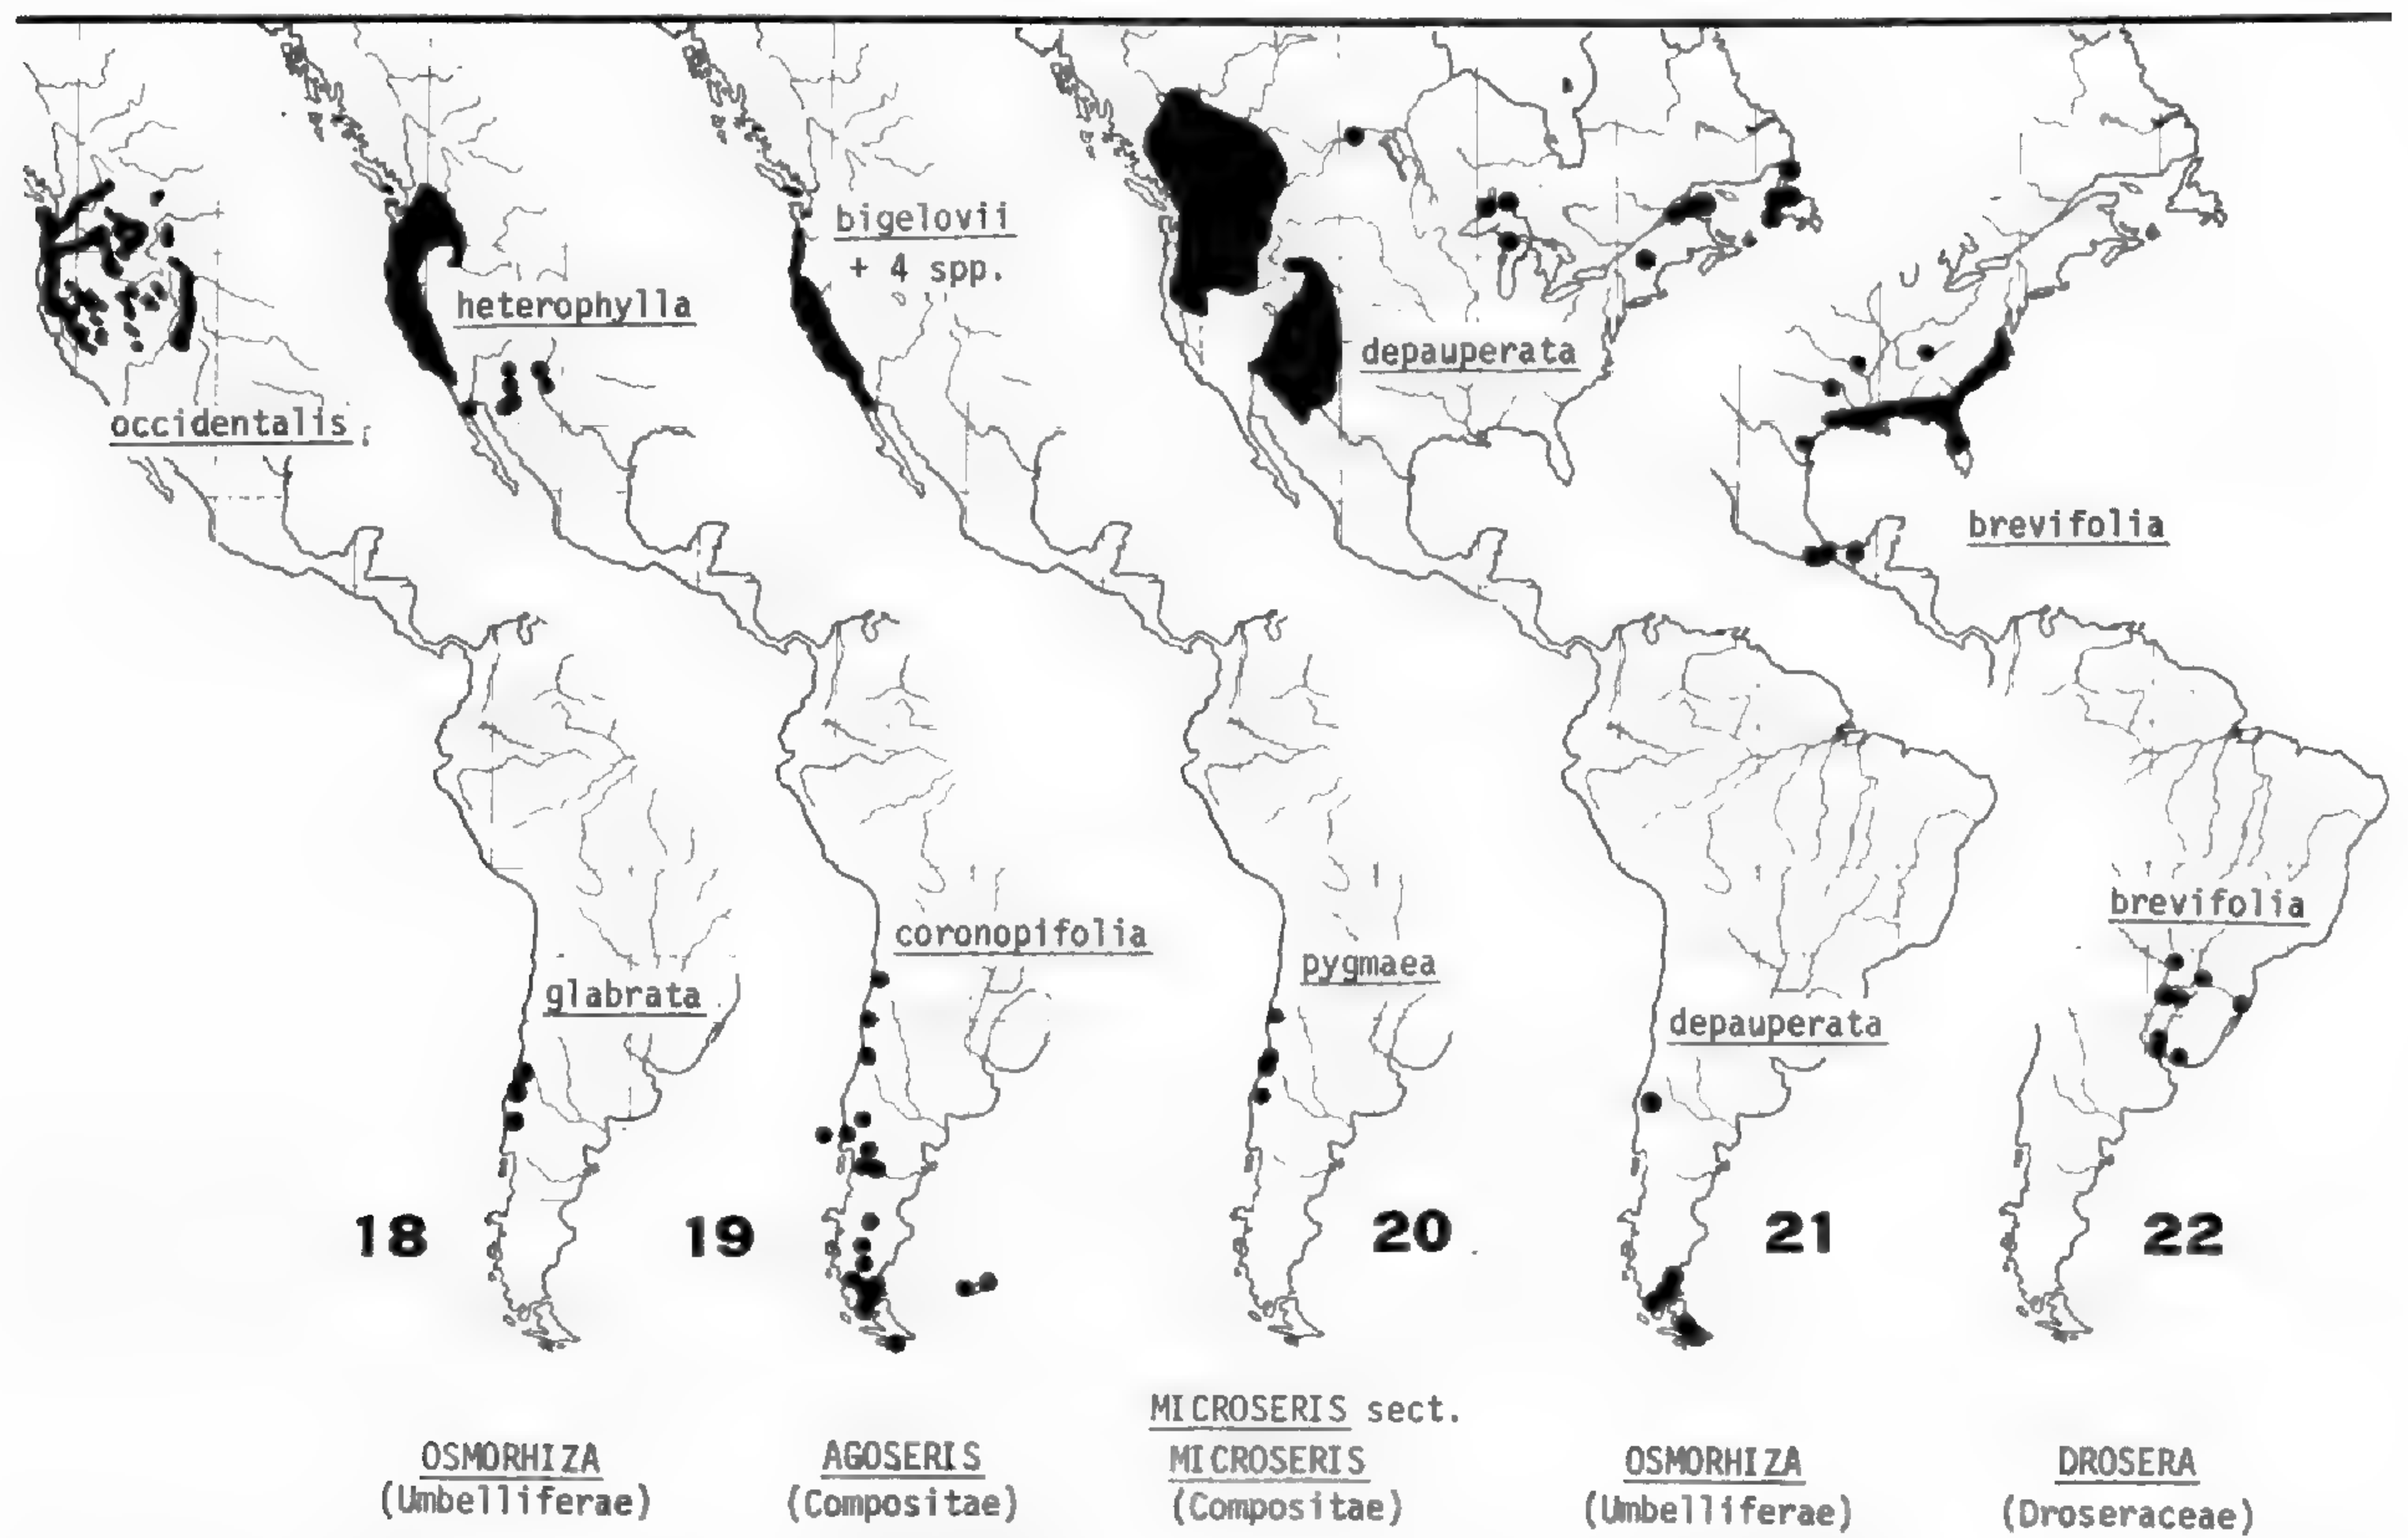 bigelovii
+ 4 spp.
heterophylla
depauperata
occidentalis
brevifolia
brevifolia
coronopifolia
pygmaea
glabrata
depauperata
18
19
20
21
22
MICROSERIS sect.
OSMORHIZA
AGOSERIS
MICROSERIS
OSMORHIZA
DROSERA
(Umbelliferae)
(Compositae)
(Compositae)
(Umbelliferae)
(Droseraceae)